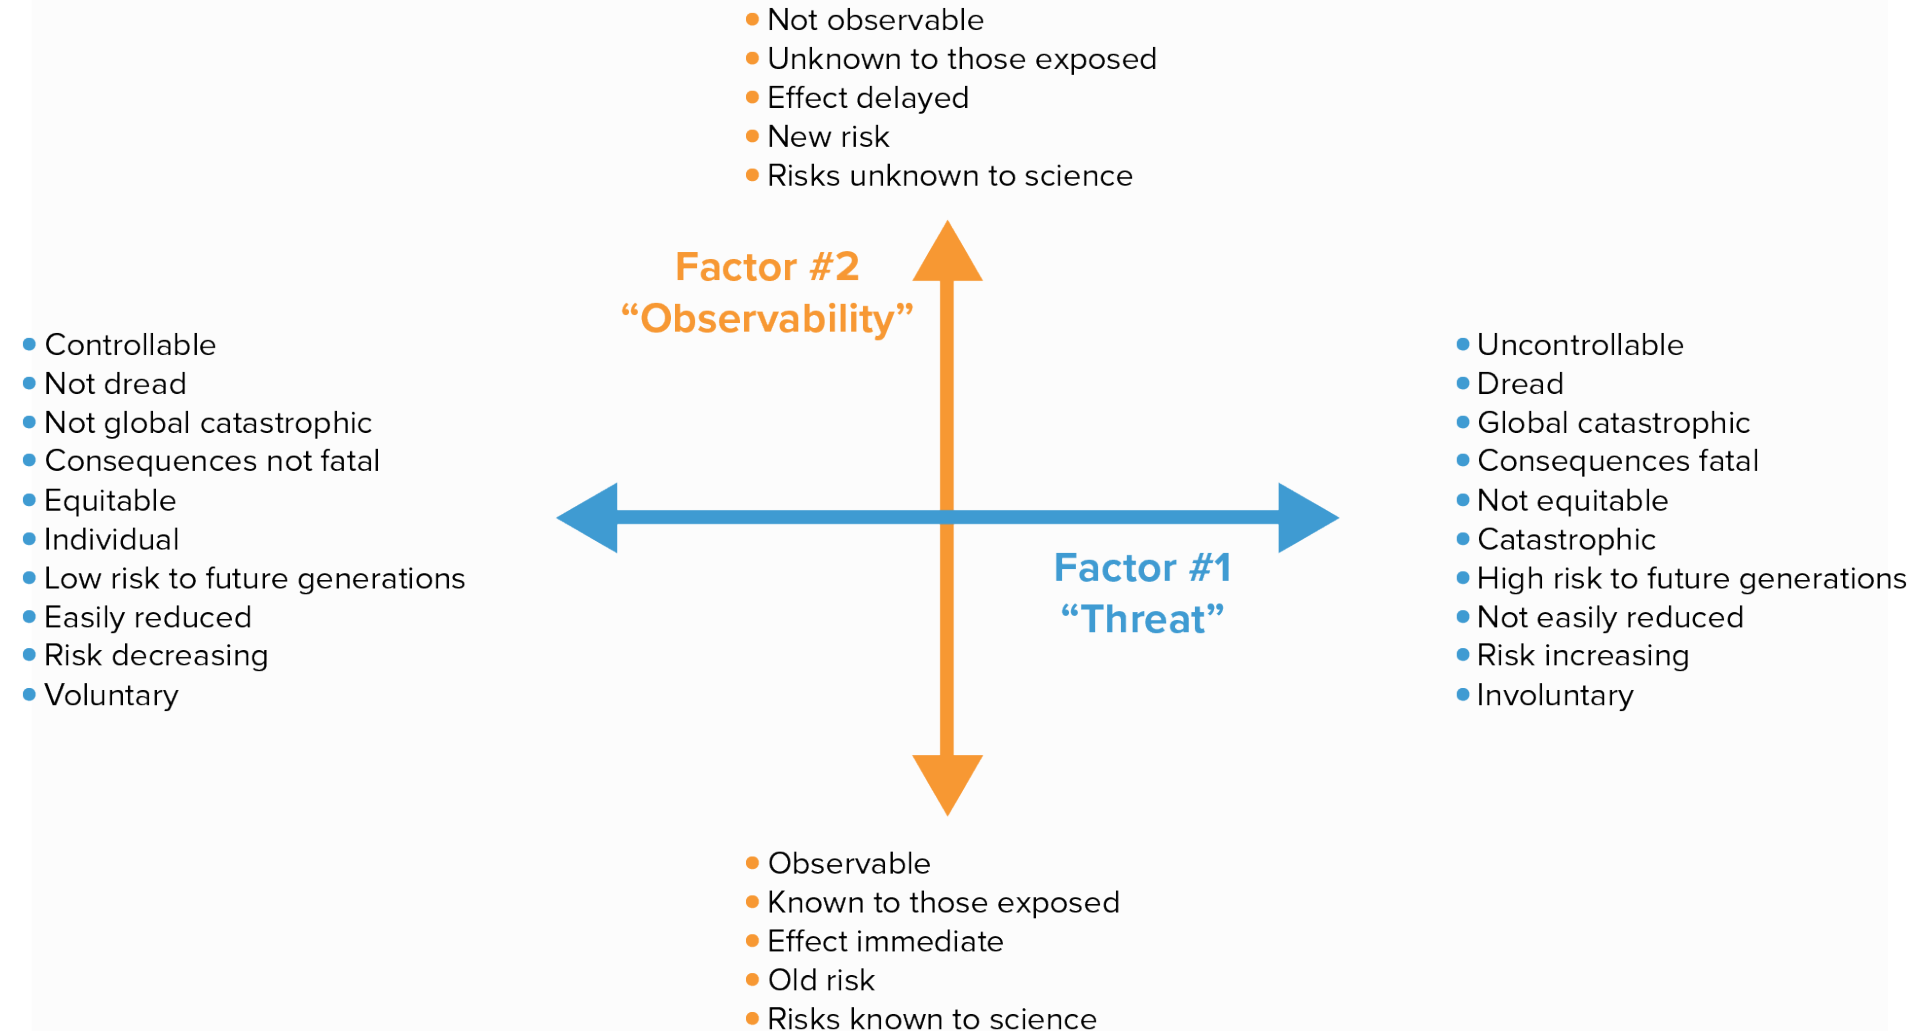 • Not observable
• Unknown to those exposed
• Effect delayed
• New risk
• Risks unknown to science
Factor #2
“Observability”
• Controllable
• Not dread
• Not global catastrophic
• Consequences not fatal
• Equitable
• Individual
• Low risk to future generations
• Easily reduced
• Risk decreasing
• Voluntary
• Uncontrollable
• Dread
• Global catastrophic
• Consequences fatal
• Not equitable
• Catastrophic
• High risk to future generations
• Not easily reduced
• Risk increasing
• Involuntary
Factor #1
“Threat”
• Observable
• Known to those exposed
• Effect immediate
• Old risk
• Risks known to science